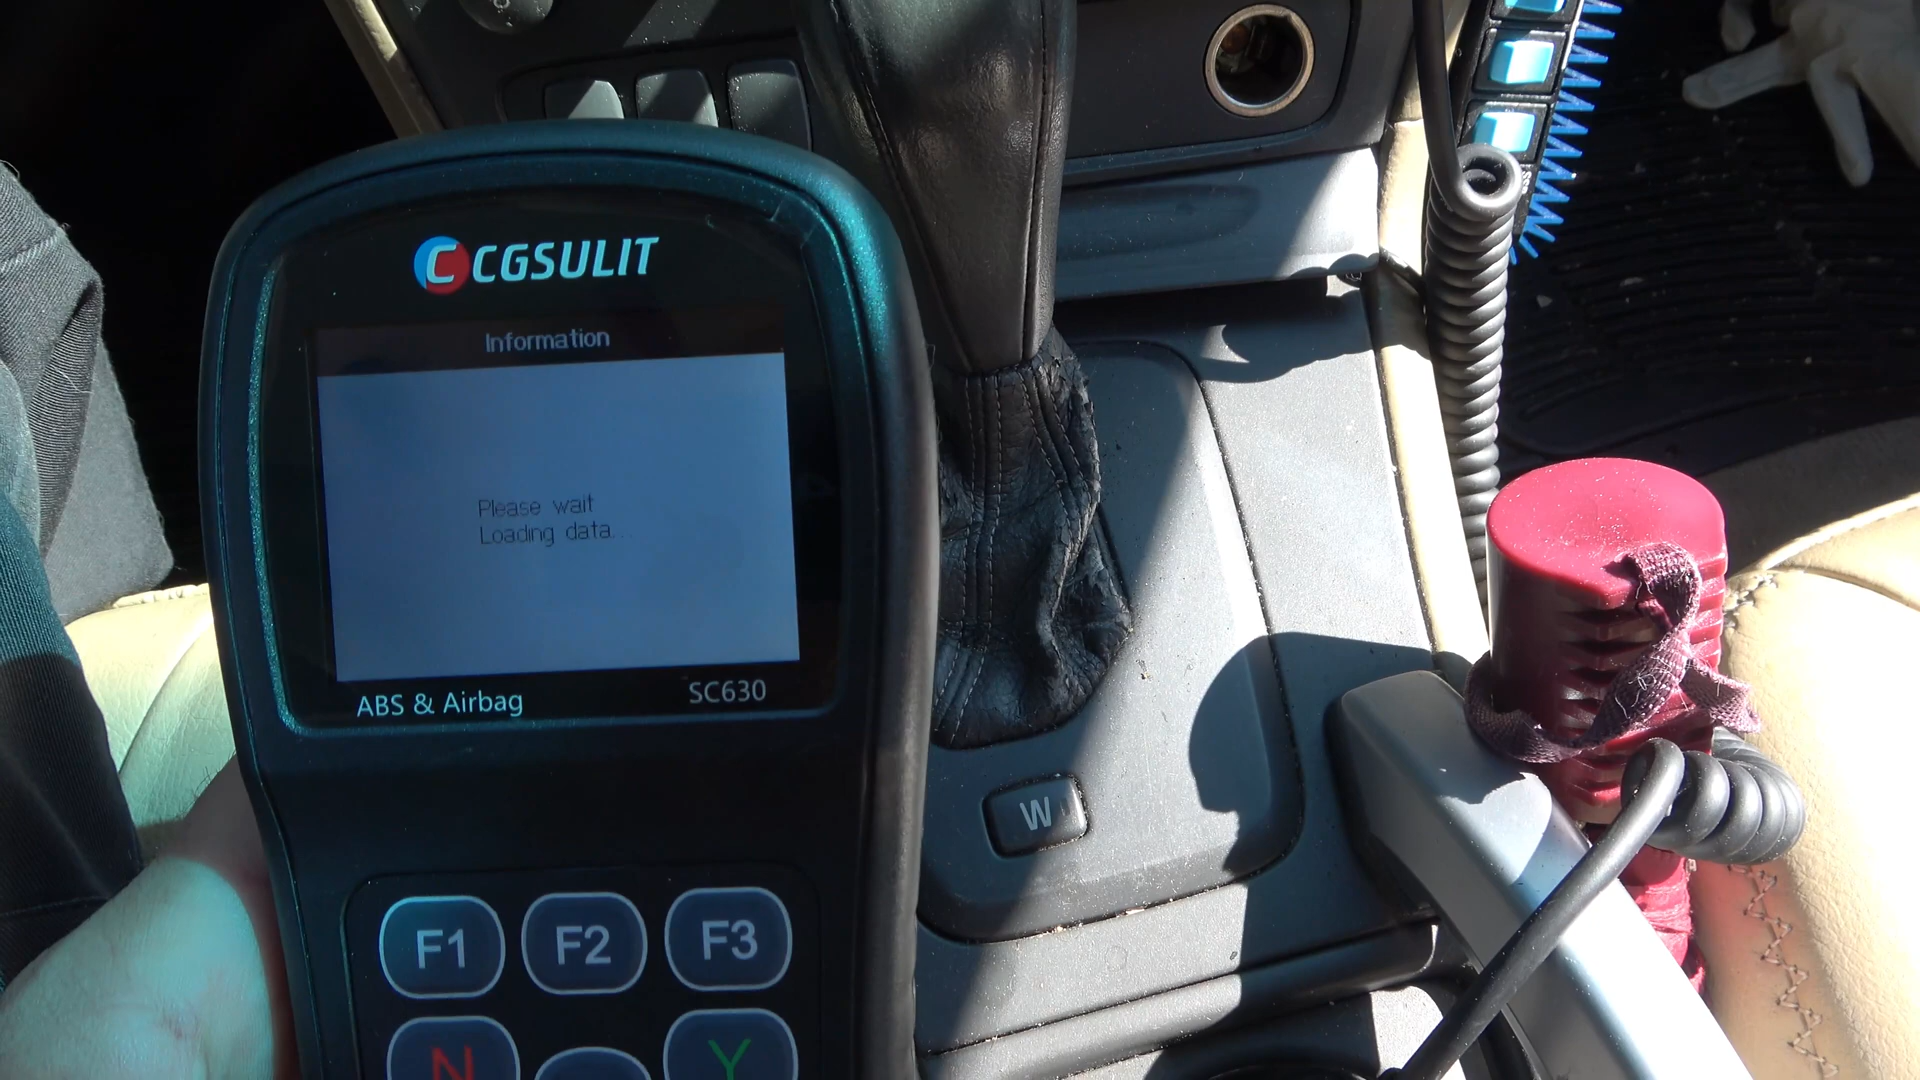 C CGSULIT
Information
Please wait
Loading data...
ABS & Airbag
SC630
W
F1
F2
F3
N
Y